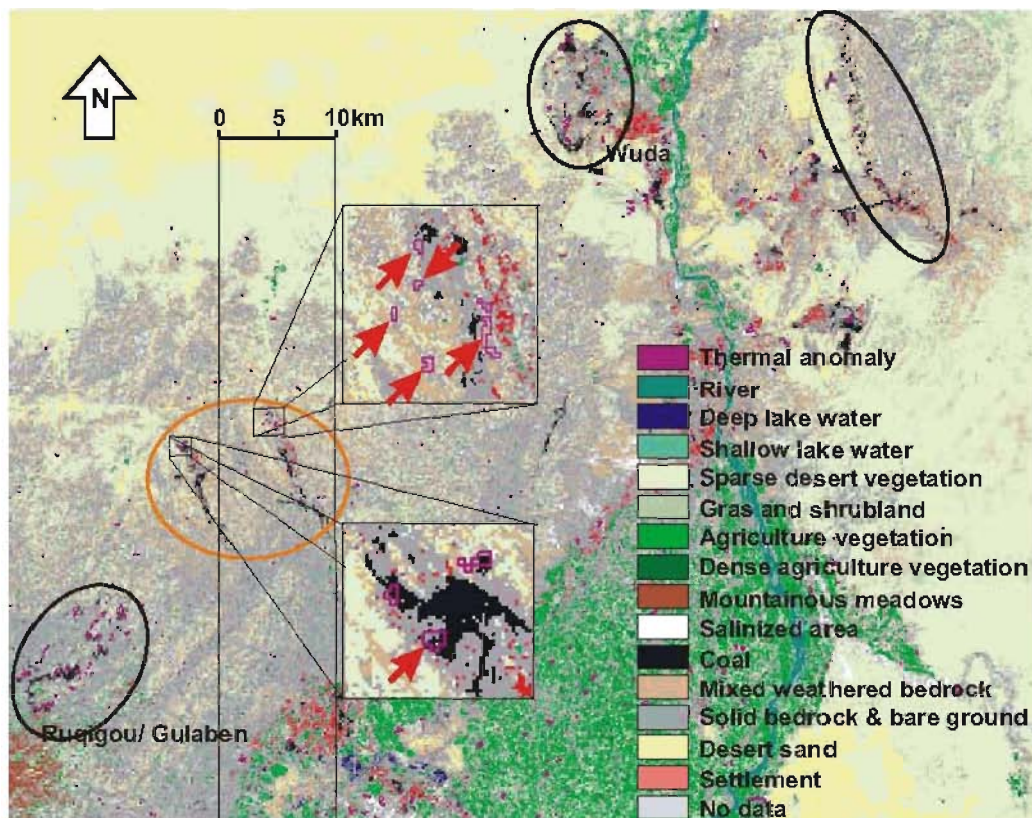 N
0 5 10km
Wuda
Thermal anomaly
River
Deep lake water
Shallow lake water
Sparse desert vegetation
Gras and shrubland
Agriculture vegetation
Dense agriculture vegetation
Mountainous meadows
Salinized area
Coal
Mixed weathered bedrock
Solid bedrock & bare ground
Desert sand
Settlement
No data
Ruqigou/ Gulaben